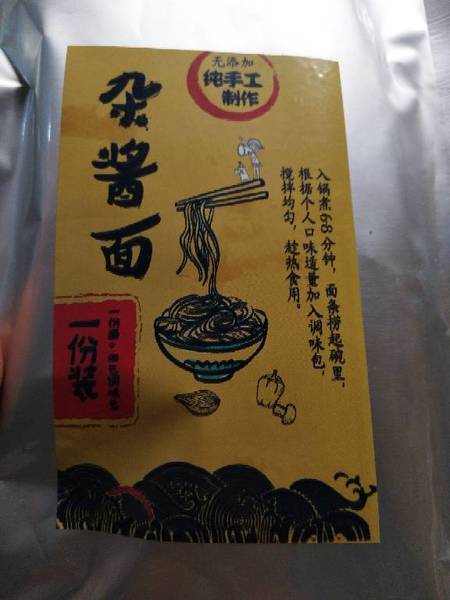 无添加
纯手工
制作
杂酱面
入锅煮68分钟，面条捞起碗里，
根据个人口味适量加入调味包，
搅拌均匀，趁热食用。
一份装